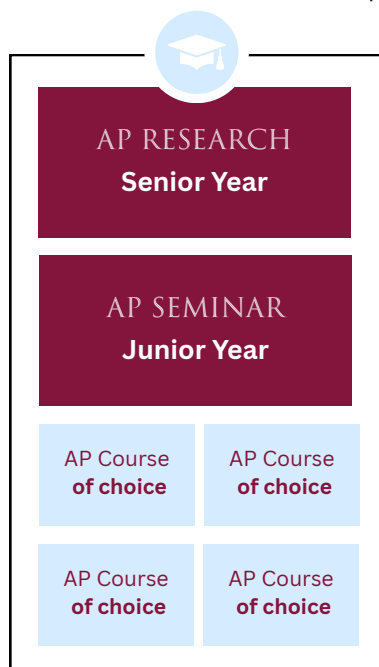 AP RESEARCH
Senior Year
AP SEMINAR
Junior Year
AP Course
of choice
AP Course
of choice
AP Course
of choice
AP Course
of choice